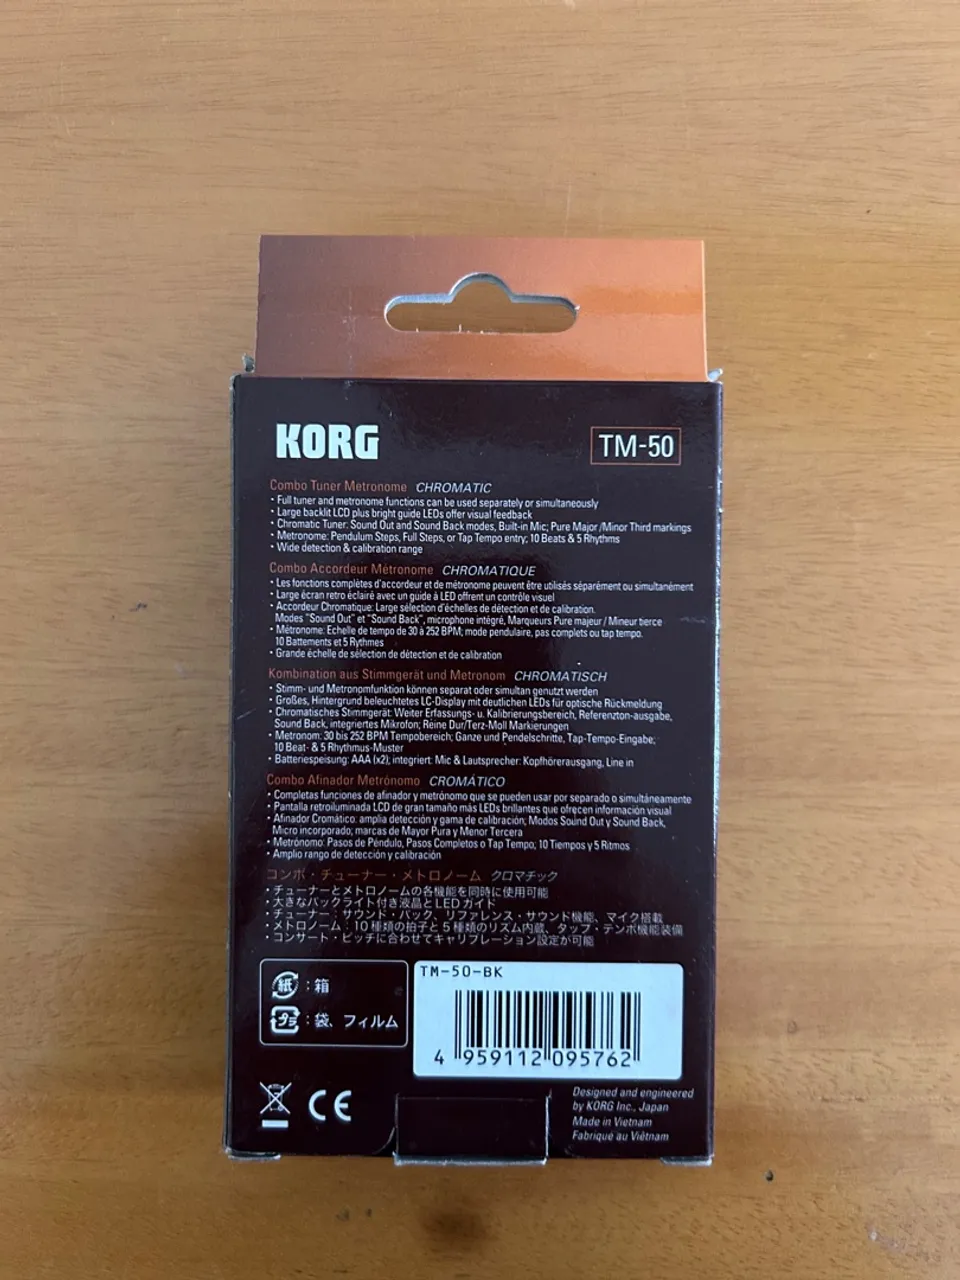 KORG
TM-50
Combo Tuner Metronome CHROMATIC
• Full tuner and metronome functions can be used separately or simultaneously
• Large backlit LCD plus bright guide LEDs offer visual feedback
• Chromatic Tuner: Sound Out and Sound Back modes, Built-in Mic; Pure Major/Minor Third markings
• Metronome: Pendulum Steps, Full Steps, or Tap Tempo entry; 10 Beats & 5 Rhythms
• Wide detection & calibration range
Combo Accordeur Métronome CHROMATIQUE
• Les fonctions complètes d'accordeur et de métronome peuvent être utilisés séparément ou simultanément
• Large écran retro éclairé avec un guide à LED offrent un contrôle visuel
• Accordeur Chromatique: Large sélection d'échelles de détection et de calibration.
Modes "Sound Out" et "Sound Back", microphone intégré, Marqueurs Pure majeur / Mineur tierce
• Métronome: Echelle de tempo de 30 à 252 BPM; mode pendulaire, pas complets ou tap tempo.
10 Battements et 5 Rythmes
• Grande échelle de sélection de détection et de calibration
Kombination aus Stimmgerät und Metronom CHROMATISCH
• Stimm- und Metronomfunktion können separat oder simultan genutzt werden
• Großes, Hintergrund beleuchtetes LC-Display mit deutlichen LEDs für optische Rückmeldung
• Chromatisches Stimmgerät: Weiter Erfassungs- u. Kalibrierungsbereich, Referenzton-ausgabe,
Sound Back, integriertes Mikrofon; Reine Dur/Terz-Moll Markierungen
• Metronom: 30 bis 252 BPM Tempobereich; Ganze und Pendelschritte, Tap-Tempo-Eingabe;
10 Beat- & 5 Rhythmus-Muster
• Batteriespeisung: AAA (x2); integriert: Mic & Lautsprecher: Kopfhörerausgang, Line in
Combo Afinador Metrónomo CROMÁTICO
• Completas funciones de afinador y metrónomo que se pueden usar por separado o simultáneamente
• Pantalla retroiluminada LCD de gran tamaño más LEDs brillantes que ofrecen información visual
• Afinador Cromático: amplia detección y gama de calibración; Modos Sound Out y Sound Back,
Micro incorporado; marcas de Mayor Pura y Menor Tercera
• Metrónomo: Pasos de Péndulo, Pasos Completos o Tap Tempo; 10 Tiempos y 5 Ritmos
• Amplio rango de detección y calibración
コンボ・チューナー・メトロノーム クロマチック
• チューナーとメトロノームの各機能を同時に使用可能
• 大きなバックライト付き液晶とLEDガイド
• チューナー：サウンド・バック、リファレンス・サウンド機能、マイク搭載
• メトロノーム：10種類の拍子と5種類のリズム内蔵、タップ・テンポ機能装備
• コンサート・ピッチに合わせてキャリブレーション設定が可能
紙：箱
プラ：袋、フィルム
TM-50-BK
4 959112 095762
CE
Designed and engineered
by KORG Inc., Japan
Made in Vietnam
Fabriqué au Viêtnam